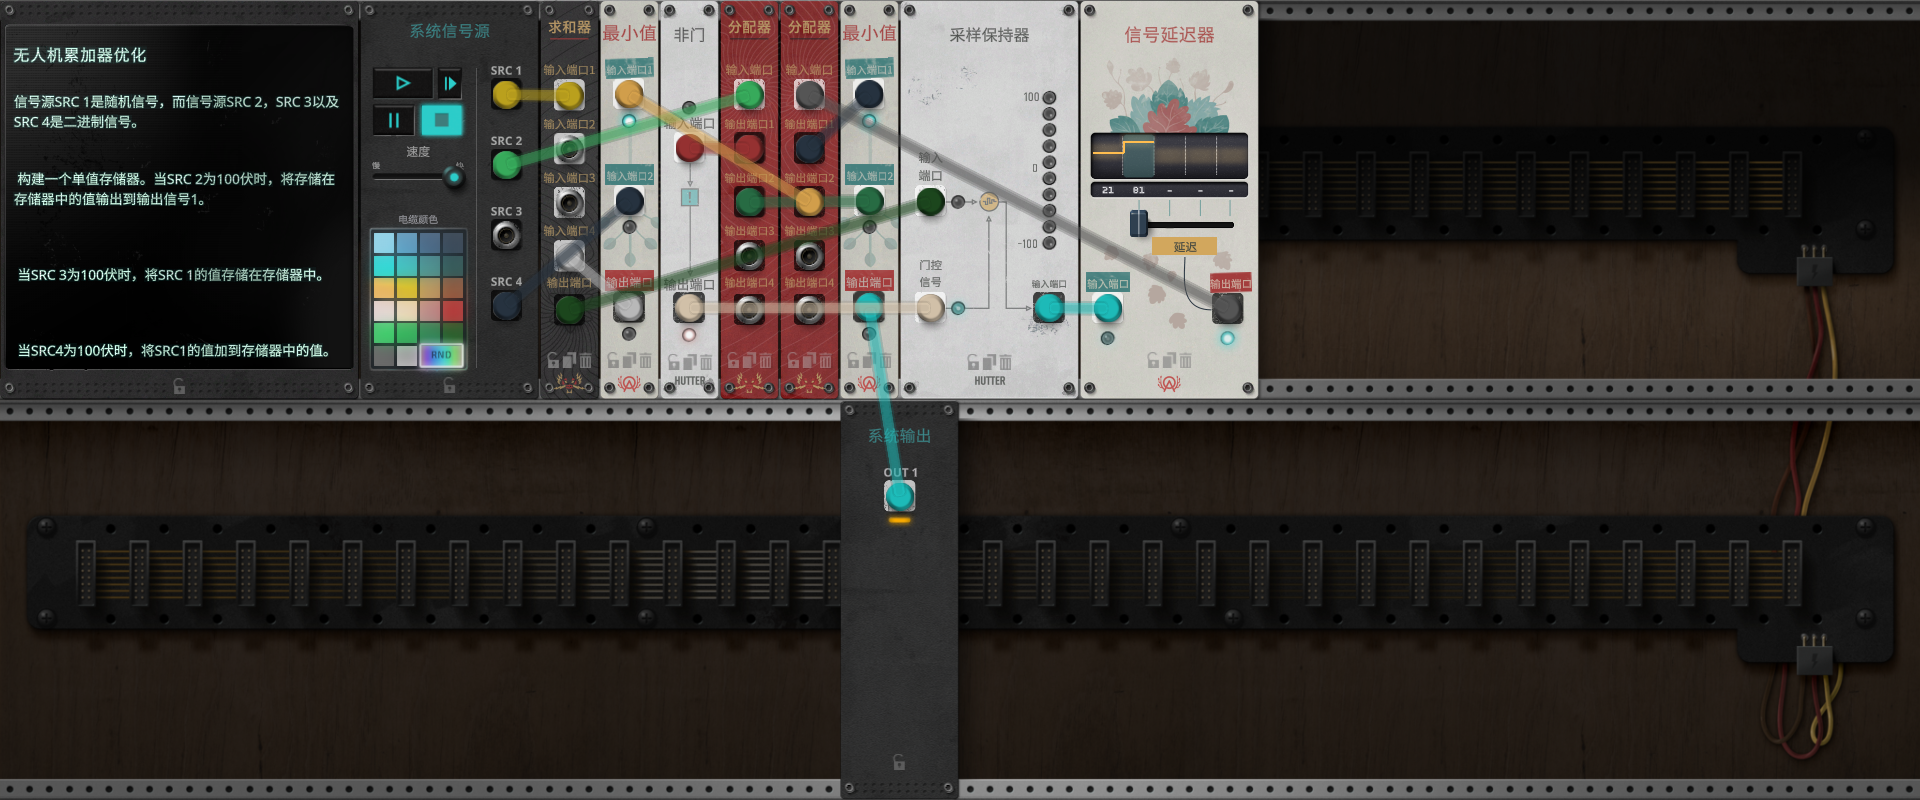 无人机累加器优化
信号源SRC 1是随机信号，而信号源SRC 2，SRC 3以及
SRC 4是二进制信号。
构建一个单值存储器。当SRC 2为100伏时，将存储在
存储器中的值输出到输出信号1。
当SRC 3为100伏时，将SRC 1的值存储在存储器中。
当SRC4为100伏时，将SRC1的值加到存储器中的值。
系统信号源
速度
慢
快
电缆颜色
RND
SRC 1
SRC 2
SRC 3
SRC 4
求和器
输入端口1
输入端口2
输入端口3
输入端口4
输出端口
最小值
输入端口1
输入端口2
输出端口
非门
输入端口
输出端口
HUTTER
分配器
输入端口
输出端口1
输出端口2
输出端口3
输出端口4
分配器
输入端口
输出端口1
输出端口2
输出端口3
输出端口4
最小值
输入端口1
输入端口2
输出端口
采样保持器
100
0
-100
输入
端口
门控
信号
输入端口
HUTTER
信号延迟器
21 81 - - -
延迟
输入端口
输出端口
系统输出
OUT 1